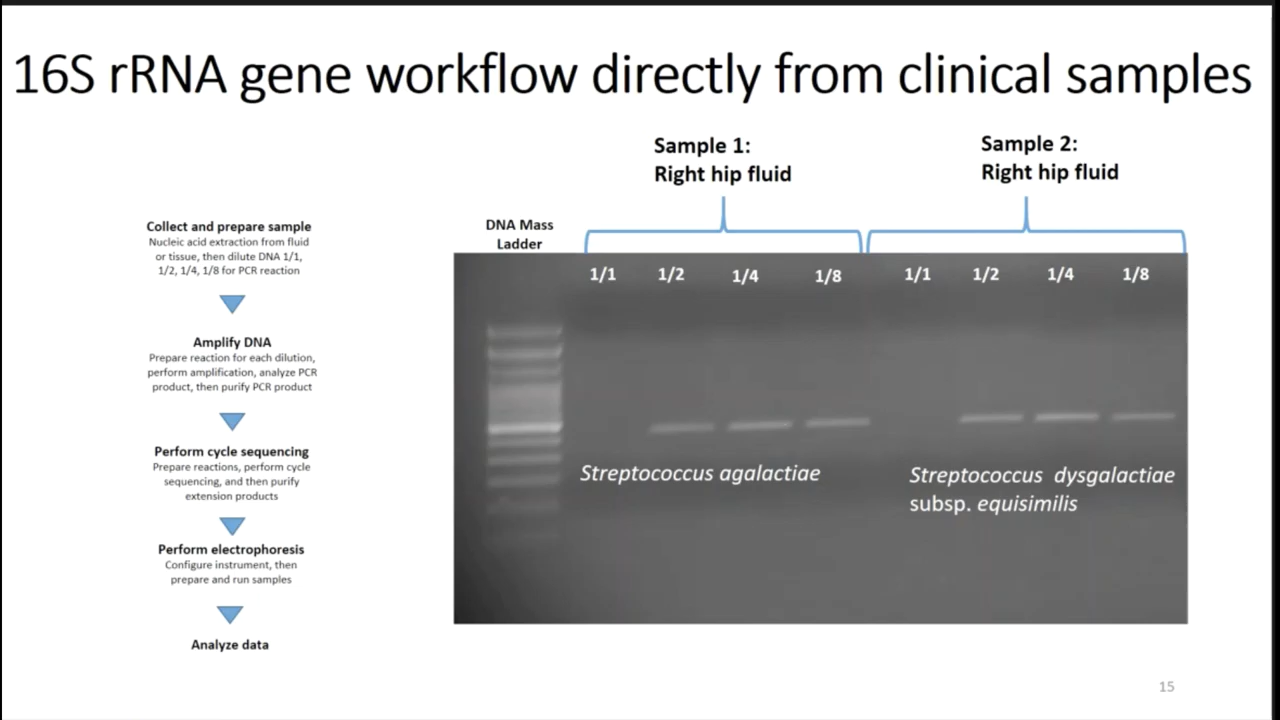 16S rRNA gene workflow directly from clinical samples
Collect and prepare sample
Nucleic acid extraction from fluid
or tissue, then dilute DNA 1/1,
1/2, 1/4, 1/8 for PCR reaction
Amplify DNA
Prepare reaction for each dilution,
perform amplification, analyze PCR
product, then purify PCR product
Perform cycle sequencing
Prepare reactions, perform cycle
sequencing, and then purify
extension products
Perform electrophoresis
Configure instrument, then
prepare and run samples
Analyze data
DNA Mass
Ladder
Sample 1:
Right hip fluid
Sample 2:
Right hip fluid
1/1 1/2 1/4 1/8 1/1 1/2 1/4 1/8
Streptococcus agalactiae
Streptococcus dysgalactiae
subsp. equisimilis
15